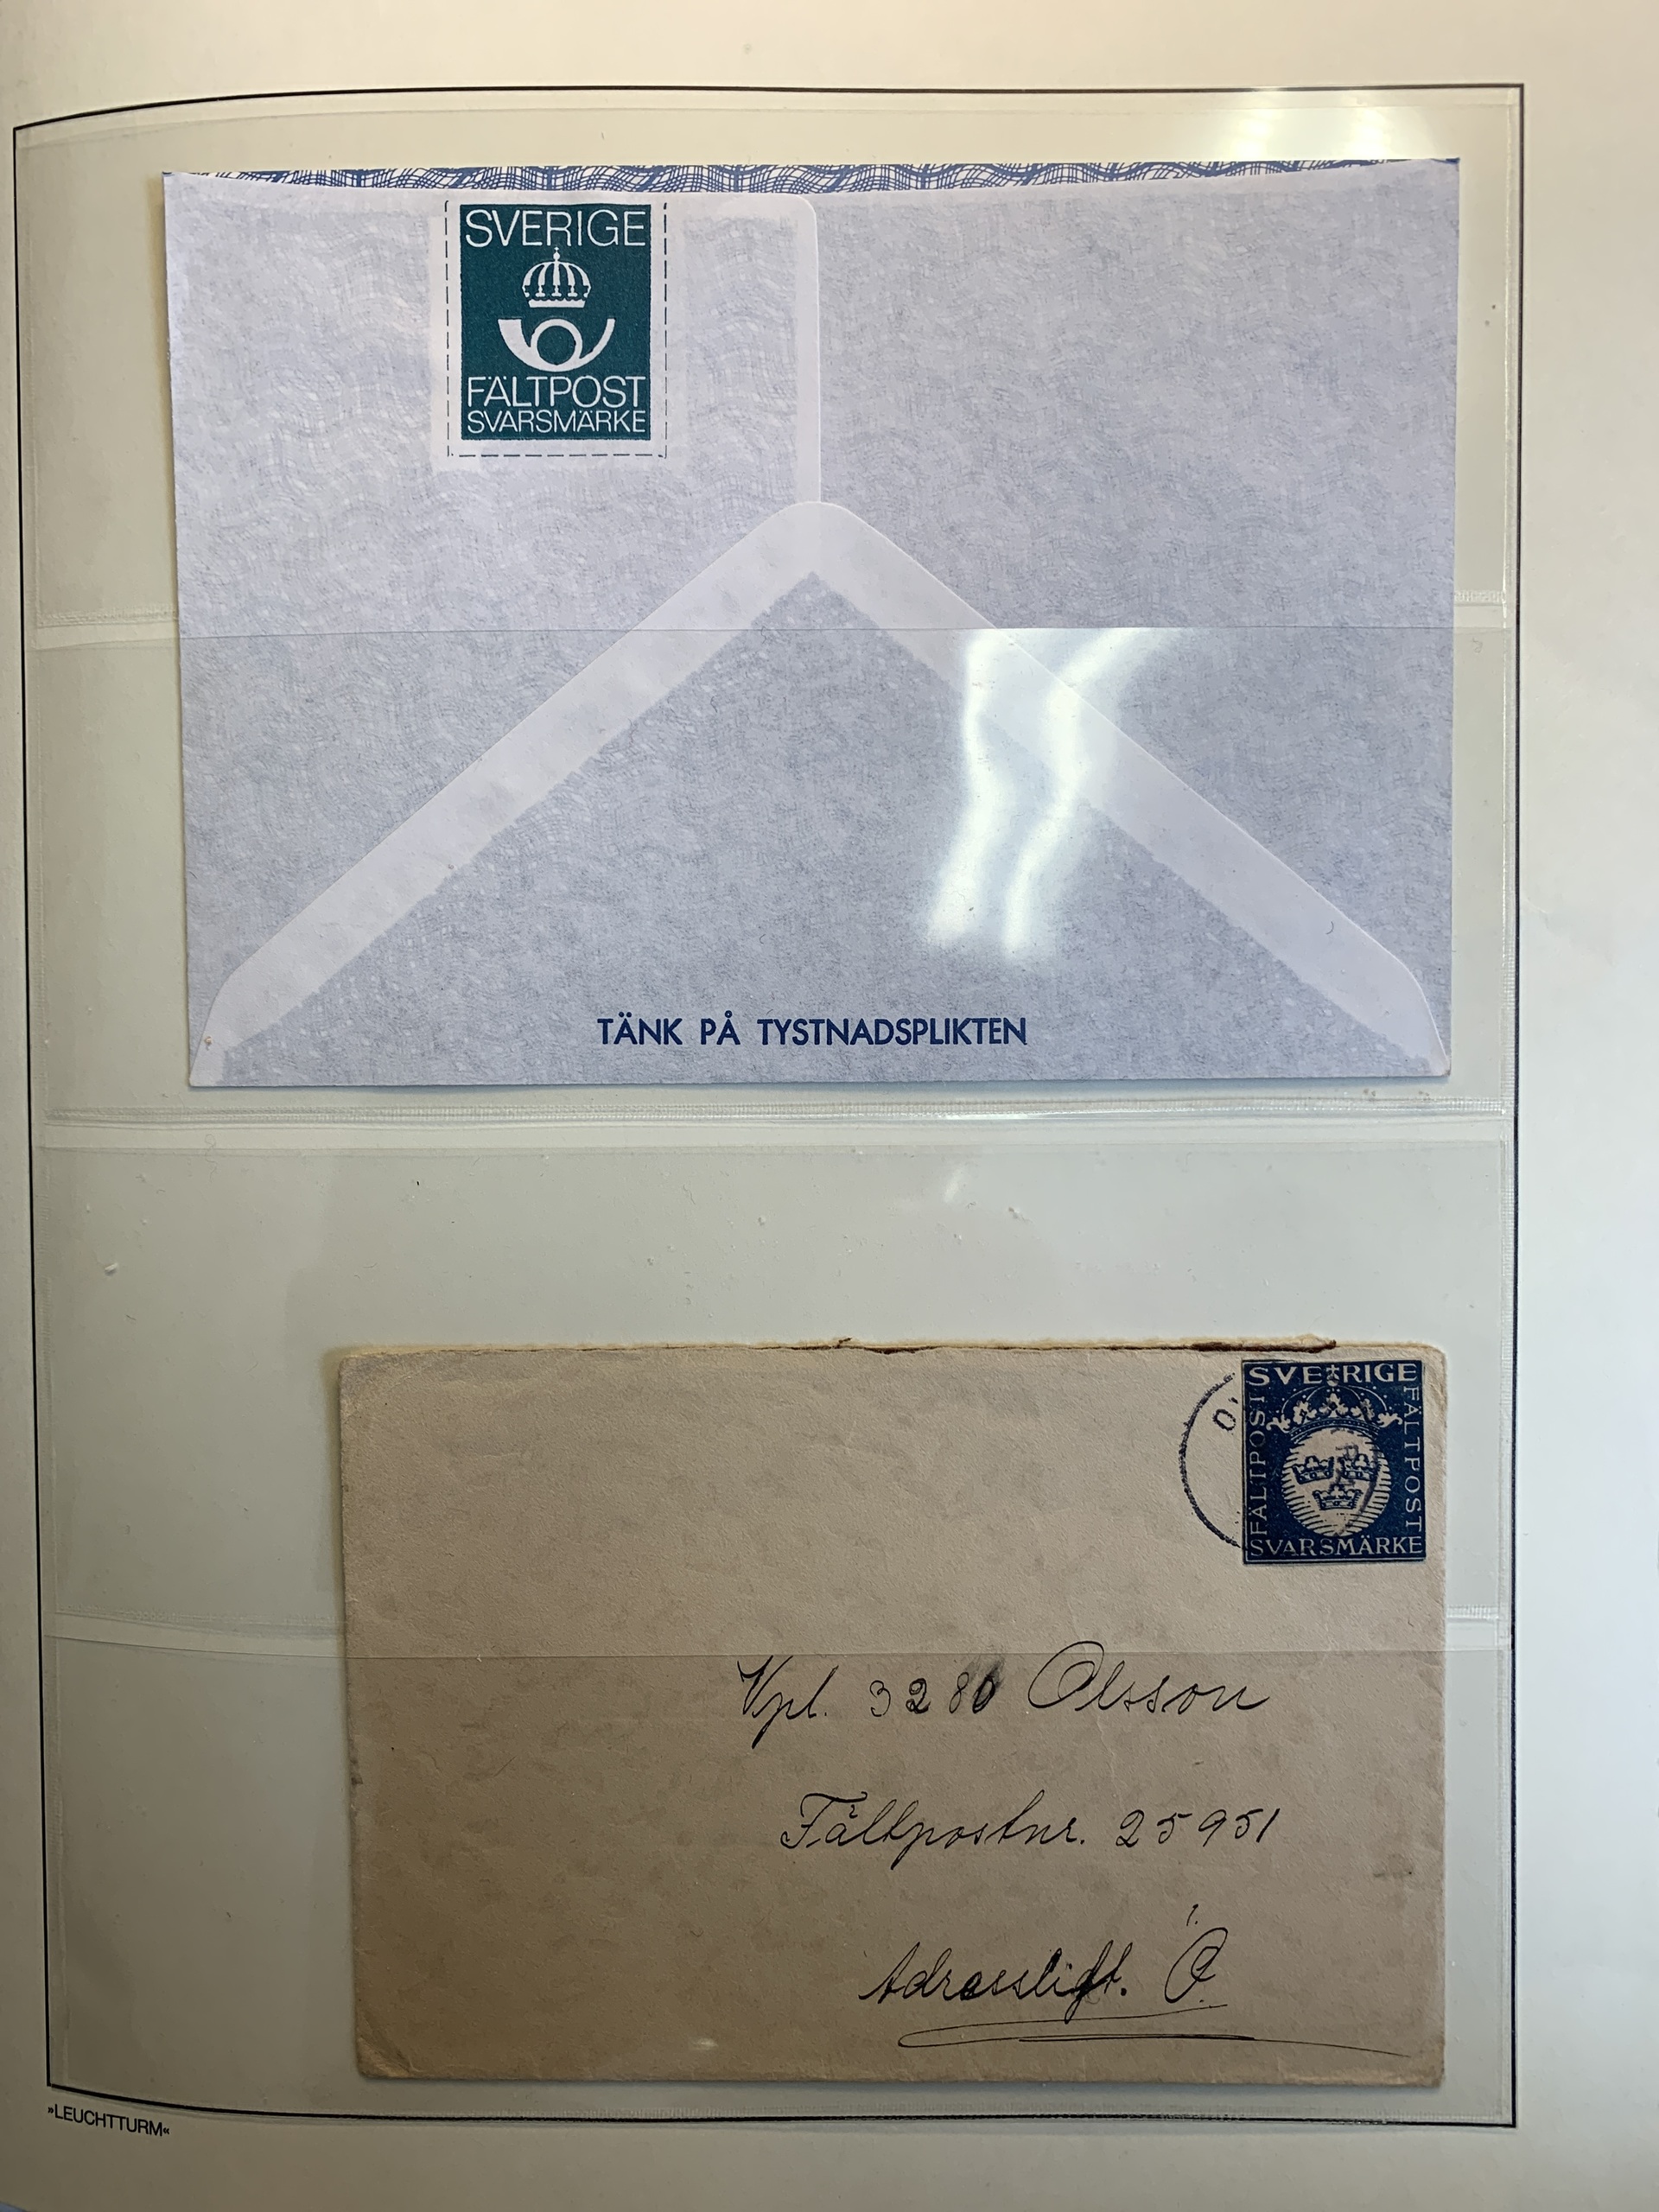 SVERIGE
FÄLTPOST
SVARSMÄRKE
TÄNK PÅ TYSTNADSPLIKTEN
SVERIGE
FÄLTPOST
FÄLTPOST
SVARSMÄRKE
Vpl. 3280 Olsson
Fältpostnr. 25951
Adresslift. Ö.
»LEUCHTTURM«